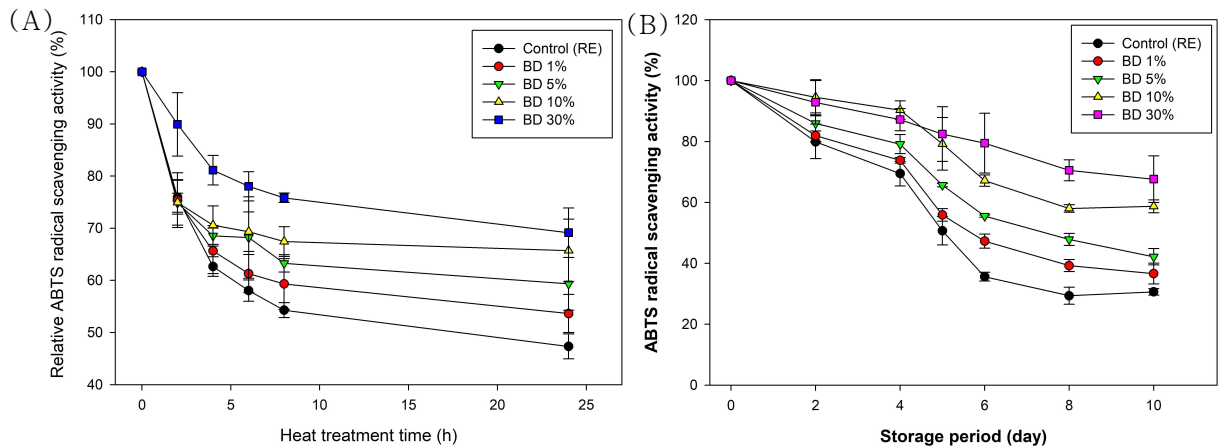 (A)
Relative ABTS radical scavenging activity (%)
110
100
90
80
70
60
50
40
0 5 10 15 20 25
Heat treatment time (h)
Control (RE)
BD 1%
BD 5%
BD 10%
BD 30%
(B)
ABTS radical scavenging activity (%)
120
100
80
60
40
20
0
0 2 4 6 8 10
Storage period (day)
Control (RE)
BD 1%
BD 5%
BD 10%
BD 30%